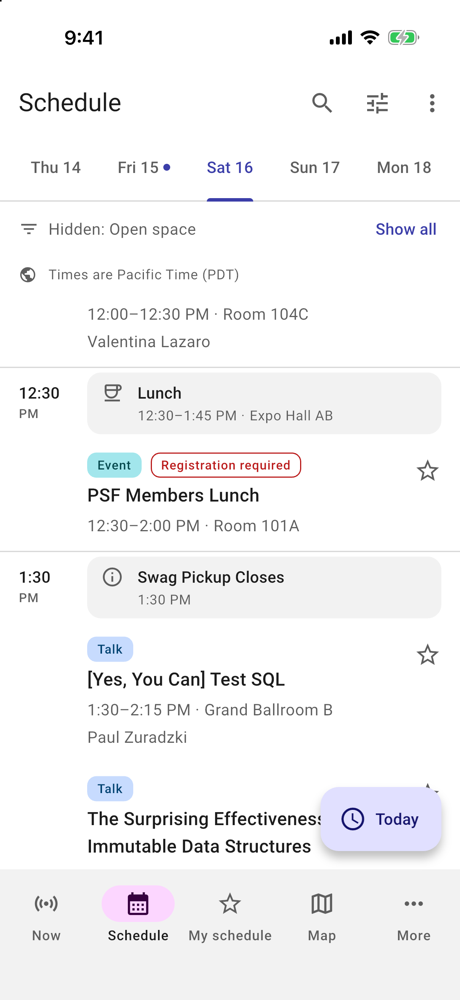 9:41
Schedule
Thu 14
Fri 15
Sat 16
Sun 17
Mon 18
Hidden: Open space
Show all
Times are Pacific Time (PDT)
12:00–12:30 PM · Room 104C
Valentina Lazaro
12:30
PM
Lunch
12:30–1:45 PM · Expo Hall AB
Event
Registration required
PSF Members Lunch
12:30–2:00 PM · Room 101A
1:30
PM
Swag Pickup Closes
1:30 PM
Talk
[Yes, You Can] Test SQL
1:30–2:15 PM · Grand Ballroom B
Paul Zuradzki
Talk
The Surprising Effectiveness
Immutable Data Structures
Today
Now
Schedule
My schedule
Map
More